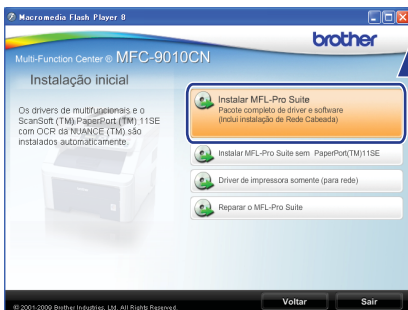 Macromedia Flash Player 8
brother
Multi-Function Center ® MFC-9010CN
Instalação inicial
Os drivers de multifuncionais e o
ScanSoft (TM) PaperPort (TM) 11SE
com OCR da NUANCE (TM) são
instalados automaticamente.
Instalar MFL-Pro Suite
Pacote completo de driver e software
(Inclui instalação de Rede Cabeada)
Instalar MFL-Pro Suite sem PaperPort(TM)11SE
Driver de impressora somente (para rede)
Reparar o MFL-Pro Suite
© 2001-2009 Brother Industries, Ltd. All Rights Reserved.
Voltar
Sair